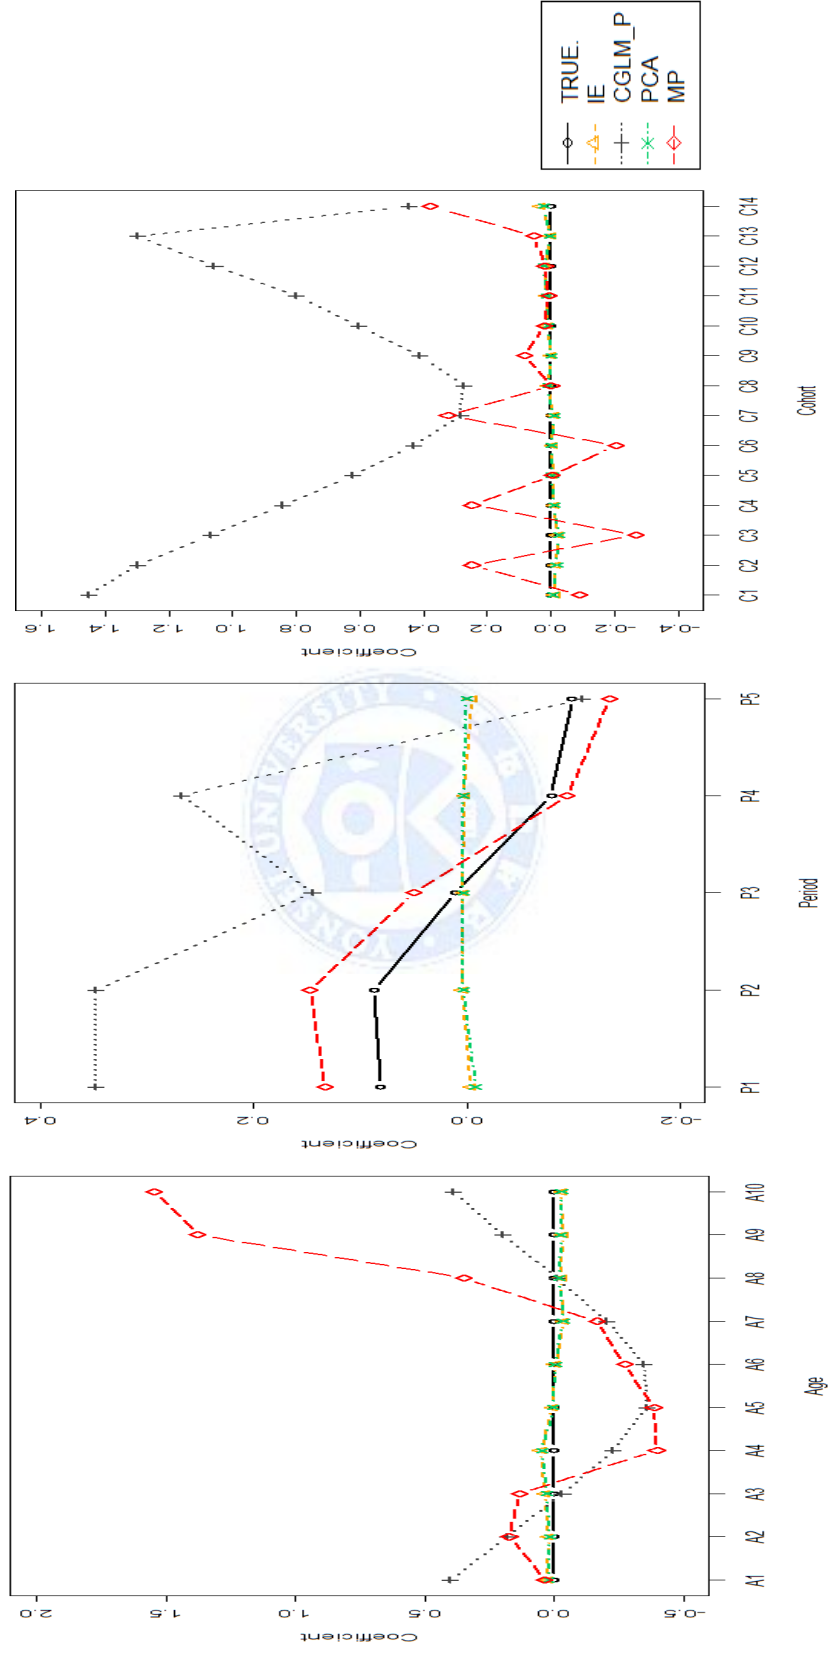 Coefficient
2.0
1.5
1.0
0.5
0.0
-0.5
A1 A2 A3 A4 A5 A6 A7 A8 A9 A10
Age
Coefficient
0.4
0.2
0.0
-0.2
P1 P2 P3 P4 P5
Period
Coefficient
1.6
1.4
1.2
1.0
0.8
0.6
0.4
0.2
0.0
-0.2
-0.4
C1 C2 C3 C4 C5 C6 C7 C8 C9 C10 C11 C12 C13 C14
Cohort
TRUE.
IE
CGLM_P
PCA
MP
YONSEI UNIVERSITY